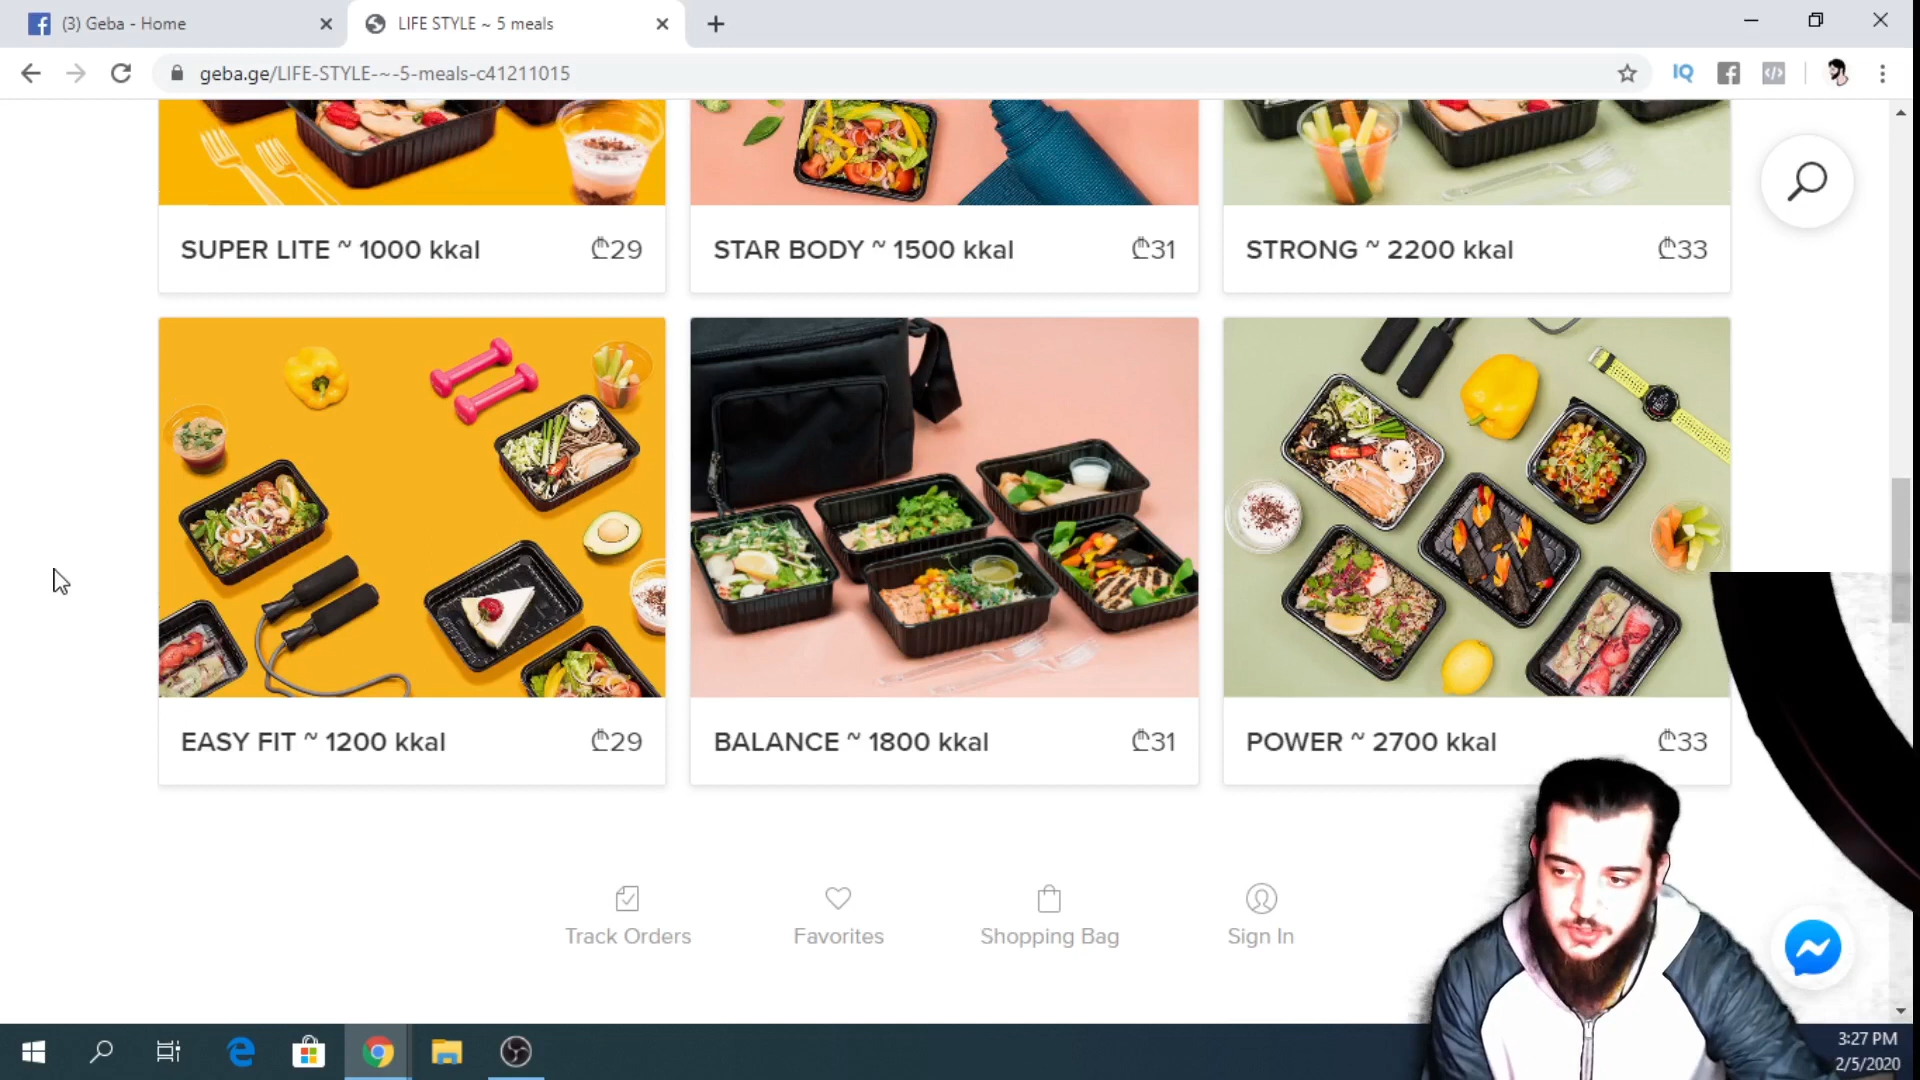 (3) Geba - Home
LIFE STYLE ~ 5 meals
geba.ge/LIFE-STYLE-~-5-meals-c41211015
IQ
SUPER LITE ~ 1000 kkal ₾29
STAR BODY ~ 1500 kkal ₾31
STRONG ~ 2200 kkal ₾33
EASY FIT ~ 1200 kkal ₾29
BALANCE ~ 1800 kkal ₾31
POWER ~ 2700 kkal ₾33
Track Orders
Favorites
Shopping Bag
Sign In
3:27 PM
2/5/2020